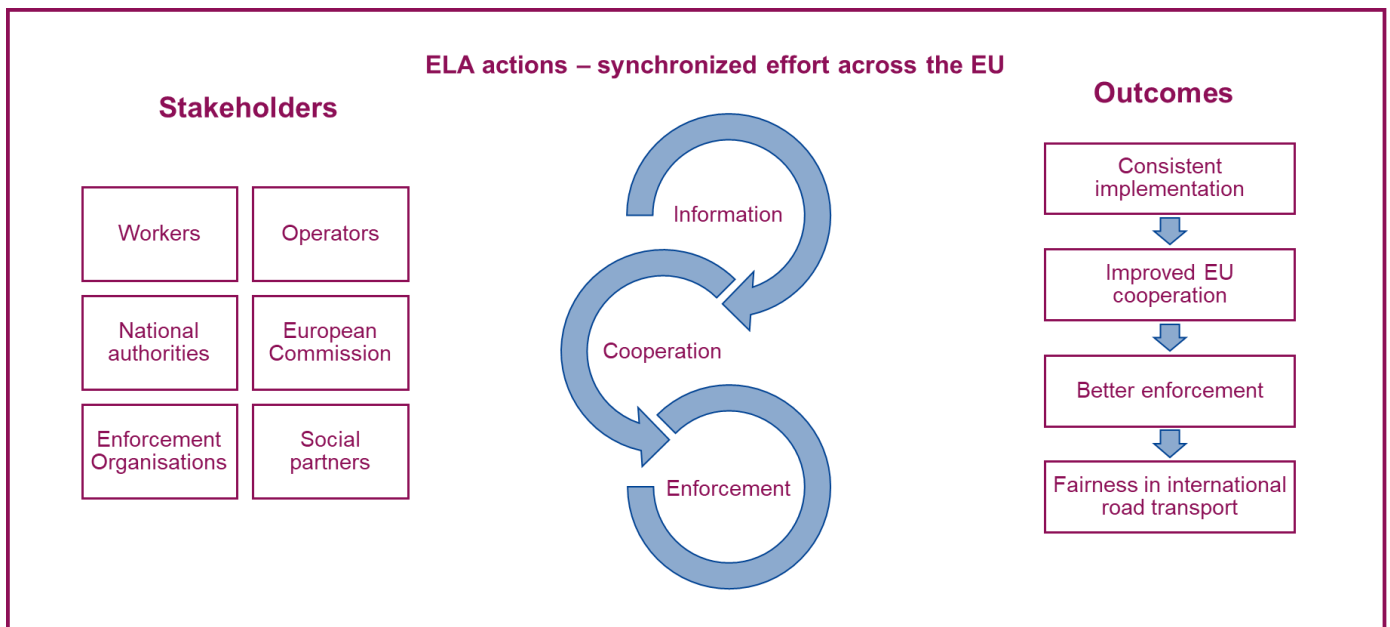 ELA actions – synchronized effort across the EU
Stakeholders
Workers
Operators
National
authorities
European
Commission
Enforcement
Organisations
Social
partners
Information
Cooperation
Enforcement
Outcomes
Consistent
implementation
Improved EU
cooperation
Better enforcement
Fairness in international
road transport